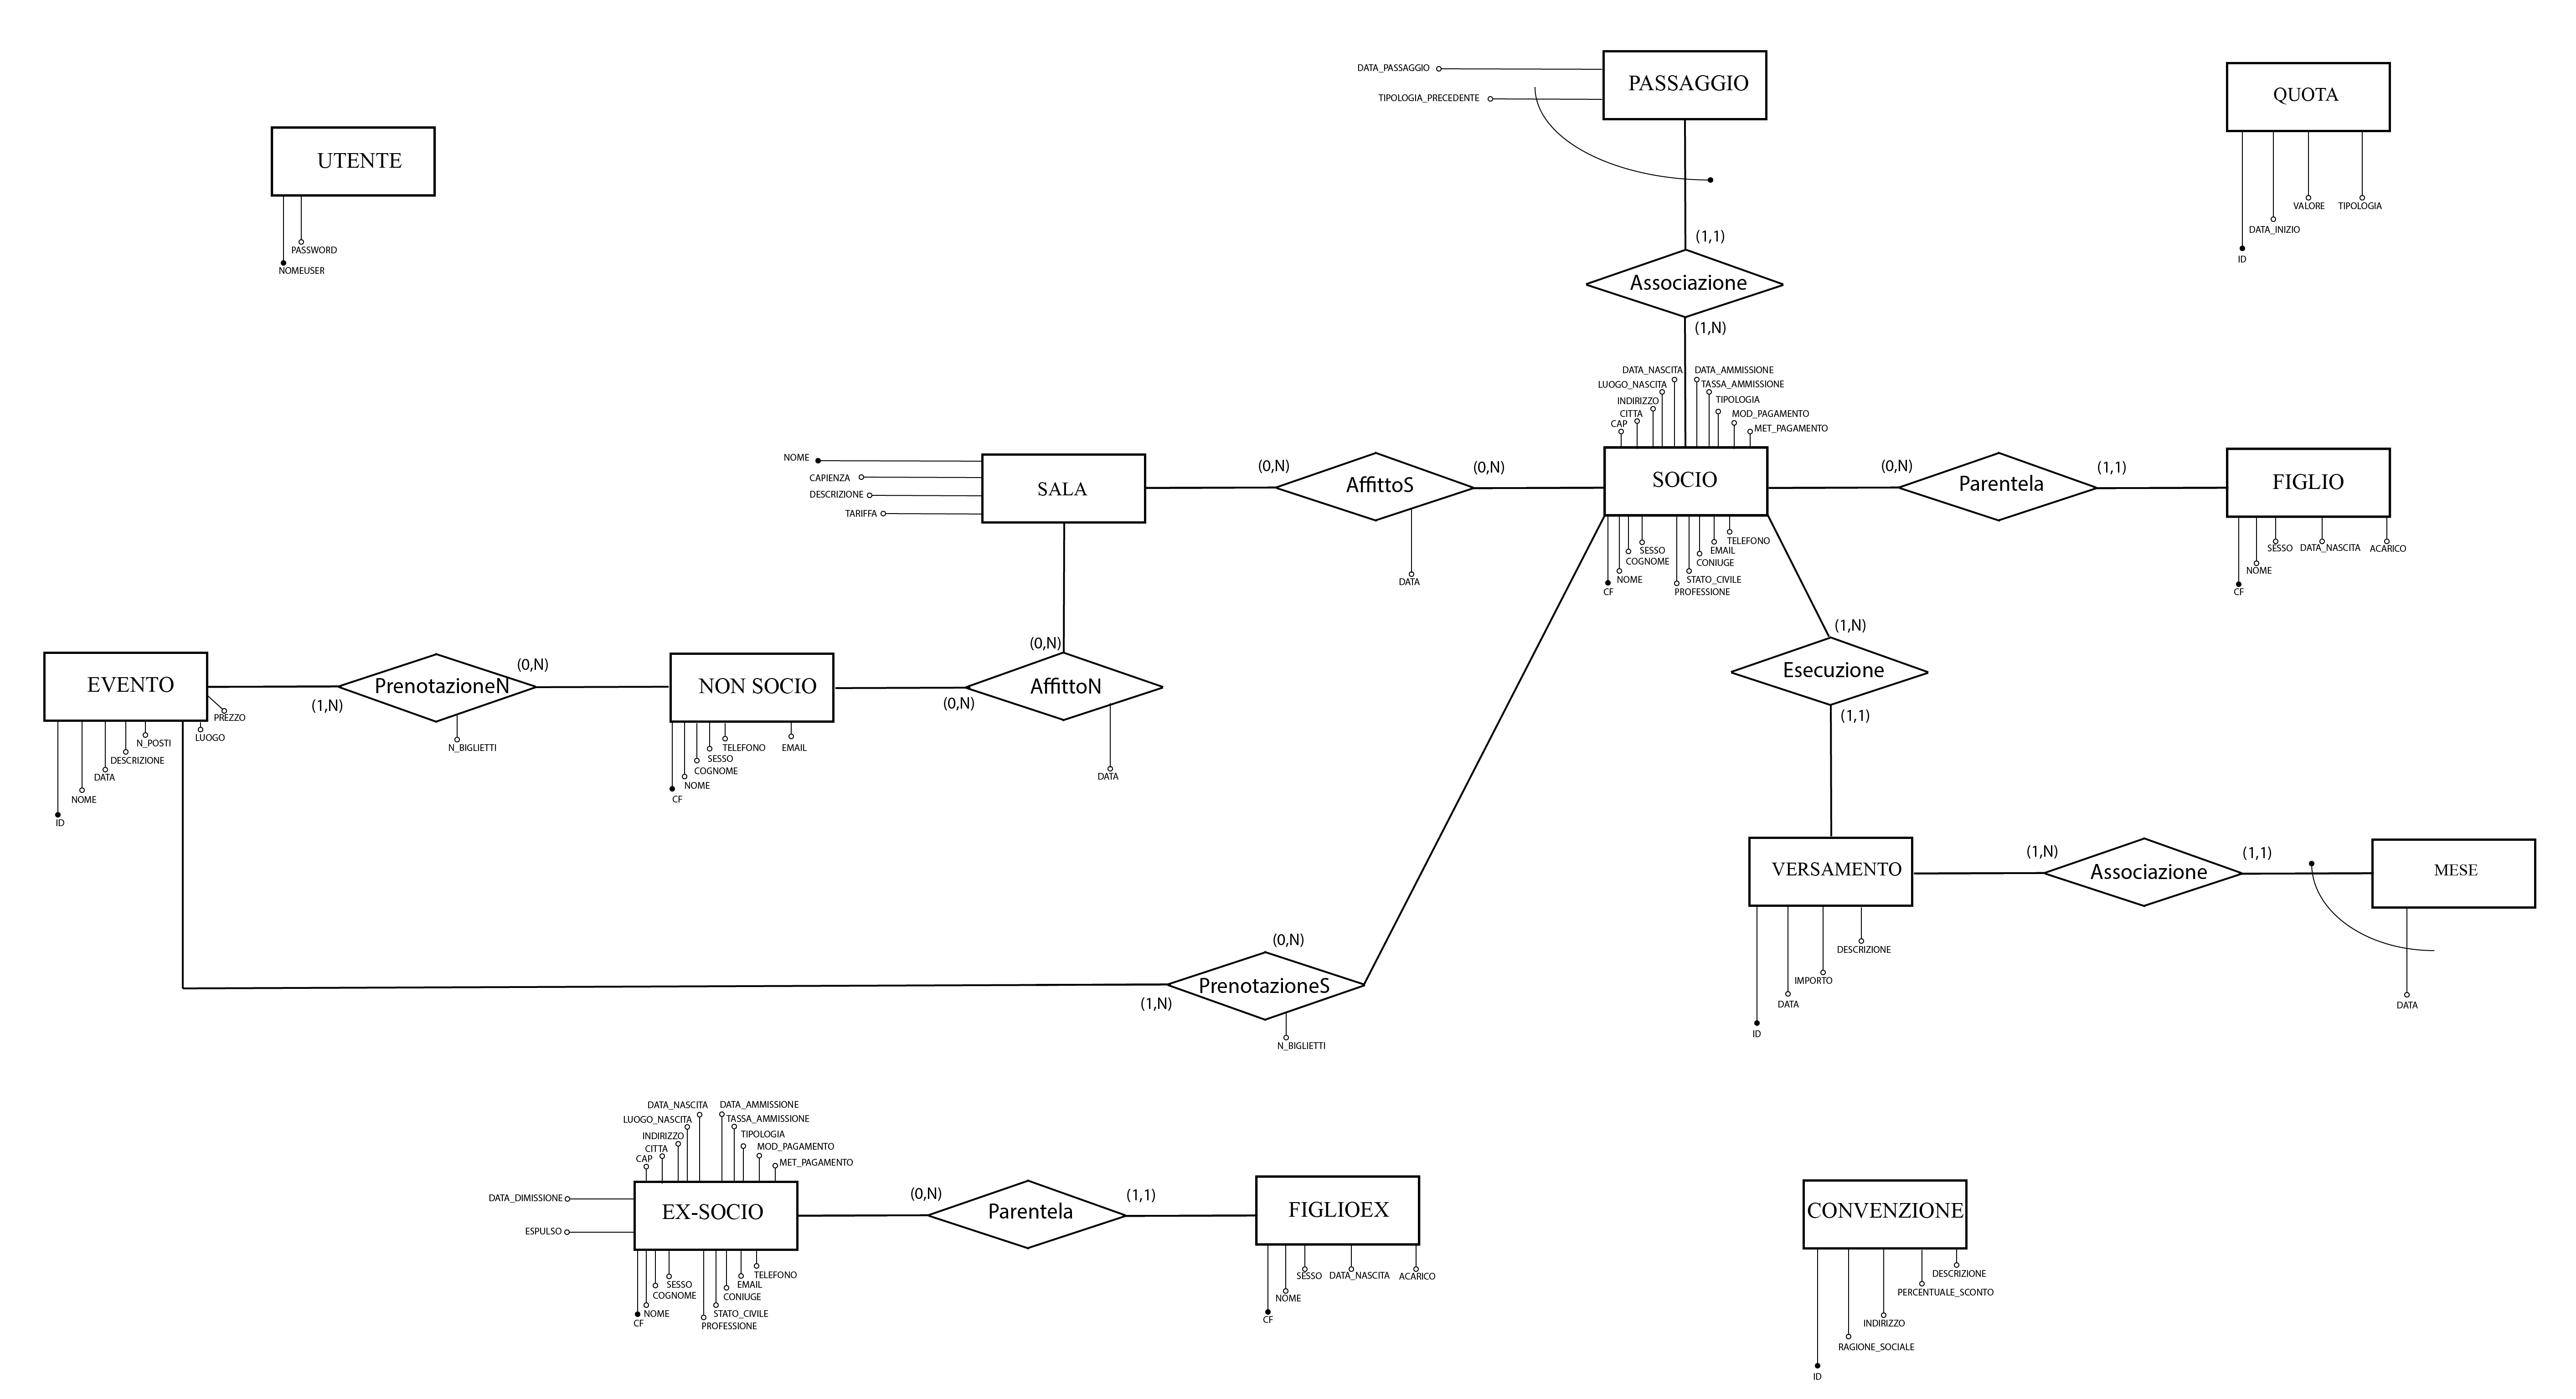 DATA_PASSAGGIO
TIPOLOGIA_PRECEDENTE
PASSAGGIO
QUOTA
VALORE
TIPOLOGIA
DATA_INIZIO
ID
UTENTE
PASSWORD
NOMEUSER
(1,1)
Associazione
(1,N)
DATA_NASCITA
DATA_AMMISSIONE
LUOGO_NASCITA
TASSA_AMMISSIONE
INDIRIZZO
TIPOLOGIA
CITTA
MOD_PAGAMENTO
CAP
MET_PAGAMENTO
NOME
CAPIENZA
DESCRIZIONE
TARIFFA
SALA
(0,N)
AffittoS
(0,N)
DATA
SOCIO
SESSO
COGNOME
NOME
CF
TELEFONO
EMAIL
CONIUGE
STATO_CIVILE
PROFESSIONE
(0,N)
Parentela
(1,1)
FIGLIO
SESSO
DATA_NASCITA
ACARICO
NOME
CF
EVENTO
PREZZO
LUOGO
N_POSTI
DESCRIZIONE
DATA
NOME
ID
(1,N)
PrenotazioneN
(0,N)
N_BIGLIETTI
NON SOCIO
TELEFONO
EMAIL
SESSO
COGNOME
NOME
CF
(0,N)
AffittoN
(0,N)
DATA
(1,N)
Esecuzione
(1,1)
VERSAMENTO
DESCRIZIONE
IMPORTO
DATA
ID
(1,N)
Associazione
(1,1)
MESE
DATA
(0,N)
PrenotazioneS
(1,N)
N_BIGLIETTI
DATA_NASCITA
DATA_AMMISSIONE
LUOGO_NASCITA
TASSA_AMMISSIONE
INDIRIZZO
TIPOLOGIA
CITTA
MOD_PAGAMENTO
CAP
MET_PAGAMENTO
DATA_DIMISSIONE
ESPULSO
EX-SOCIO
SESSO
COGNOME
NOME
CF
TELEFONO
EMAIL
CONIUGE
STATO_CIVILE
PROFESSIONE
(0,N)
Parentela
(1,1)
FIGLIOEX
SESSO
DATA_NASCITA
ACARICO
NOME
CF
CONVENZIONE
DESCRIZIONE
PERCENTUALE_SCONTO
INDIRIZZO
RAGIONE_SOCIALE
ID